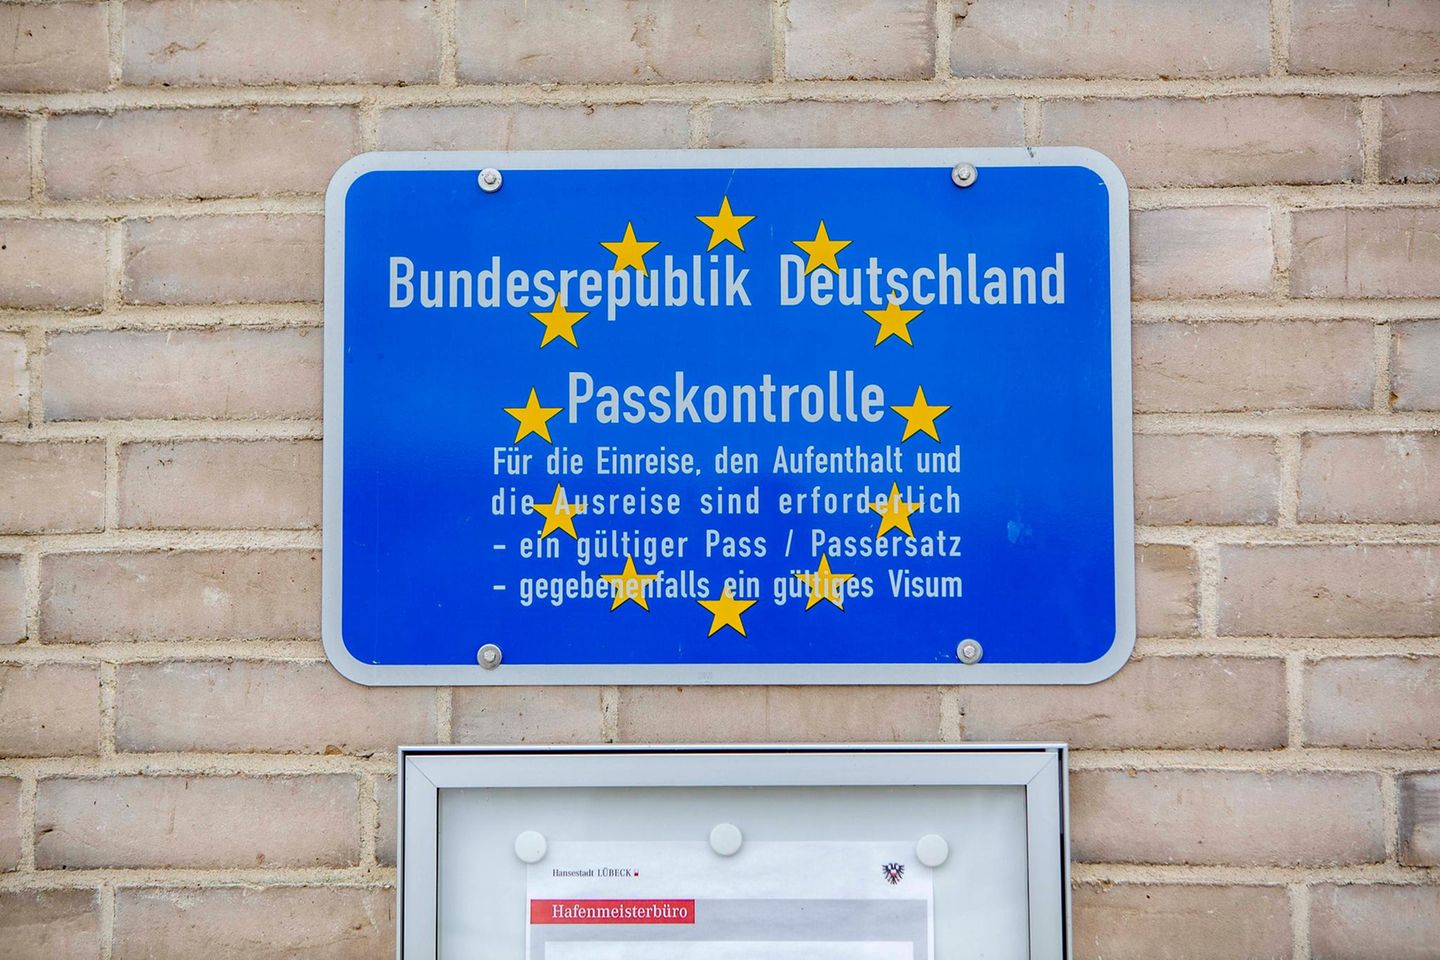 Bundesrepublik Deutschland
Passkontrolle
Für die Einreise, den Aufenthalt und
die Ausreise sind erforderlich
- ein gültiger Pass / Passersatz
- gegebenenfalls ein gültiges Visum
Hansestadt LÜBECK
Hafenmeisterbüro